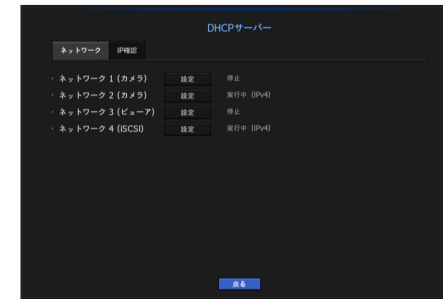 DHCPサーバー
ネットワーク IP確認
・ネットワーク 1 (カメラ) 設定 停止
・ネットワーク 2 (カメラ) 設定 実行中 (IPv4)
・ネットワーク 3 (ビューア) 設定 停止
・ネットワーク 4 (iSCSI) 設定 実行中 (IPv4)
戻る